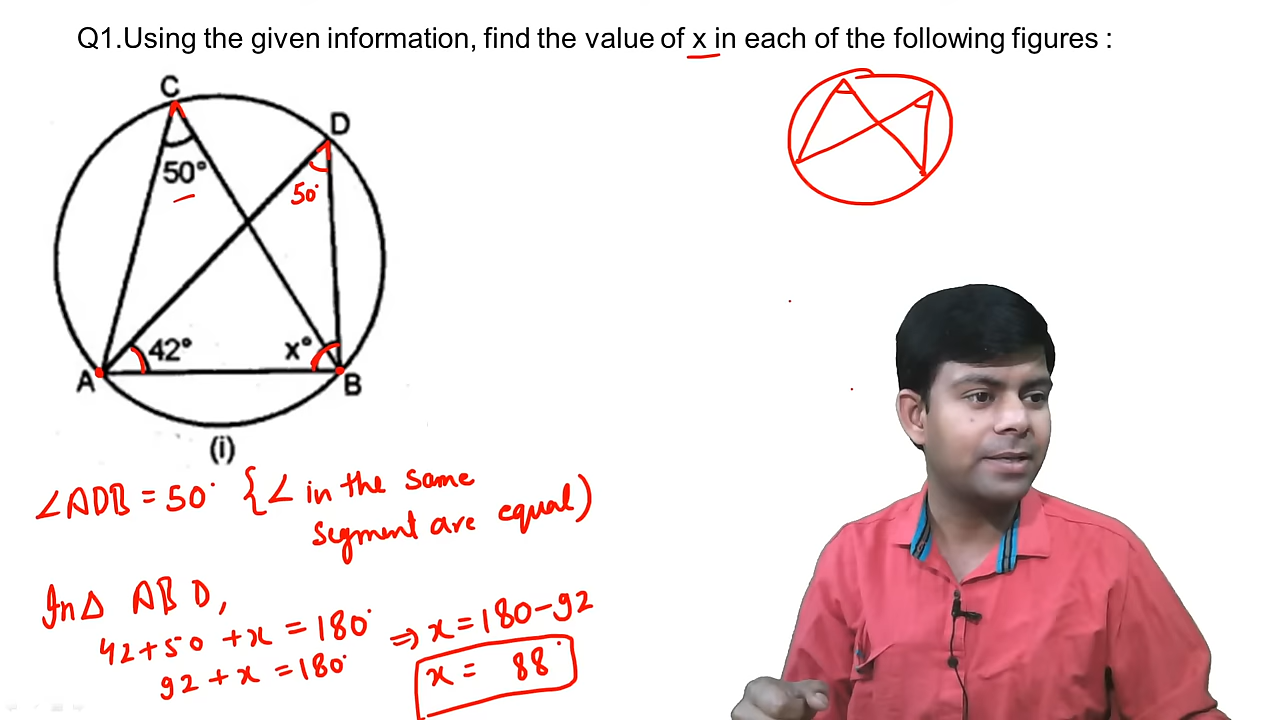 Q1.Using the given information, find the value of x in each of the following figures :
C
D
50°
50°
42°
x°
A
B
(i)
∠ADB = 50° {∠ in the same
segment are equal)
In △ ABD,
42+50 +x = 180°
92 + x = 180°
⇒ x = 180-92
x = 88°